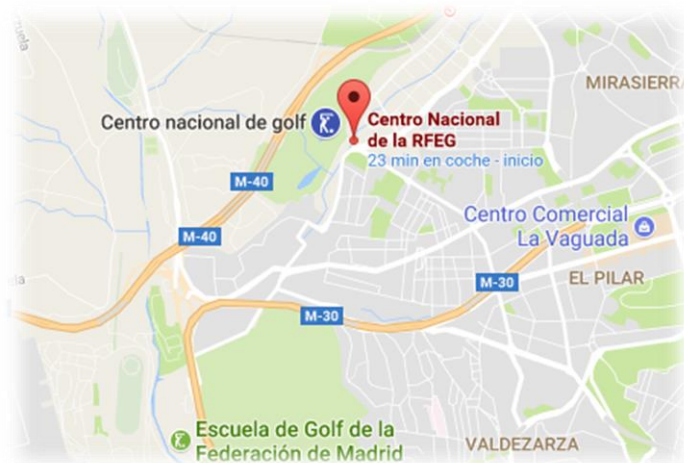 MIRASIERRA
Centro nacional de golf
Centro Nacional
de la RFEG
23 min en coche - inicio
M-40
M-40
Centro Comercial
La Vaguada
EL PILAR
M-30
M-30
Escuela de Golf de la
Federación de Madrid
VALDEZARZA